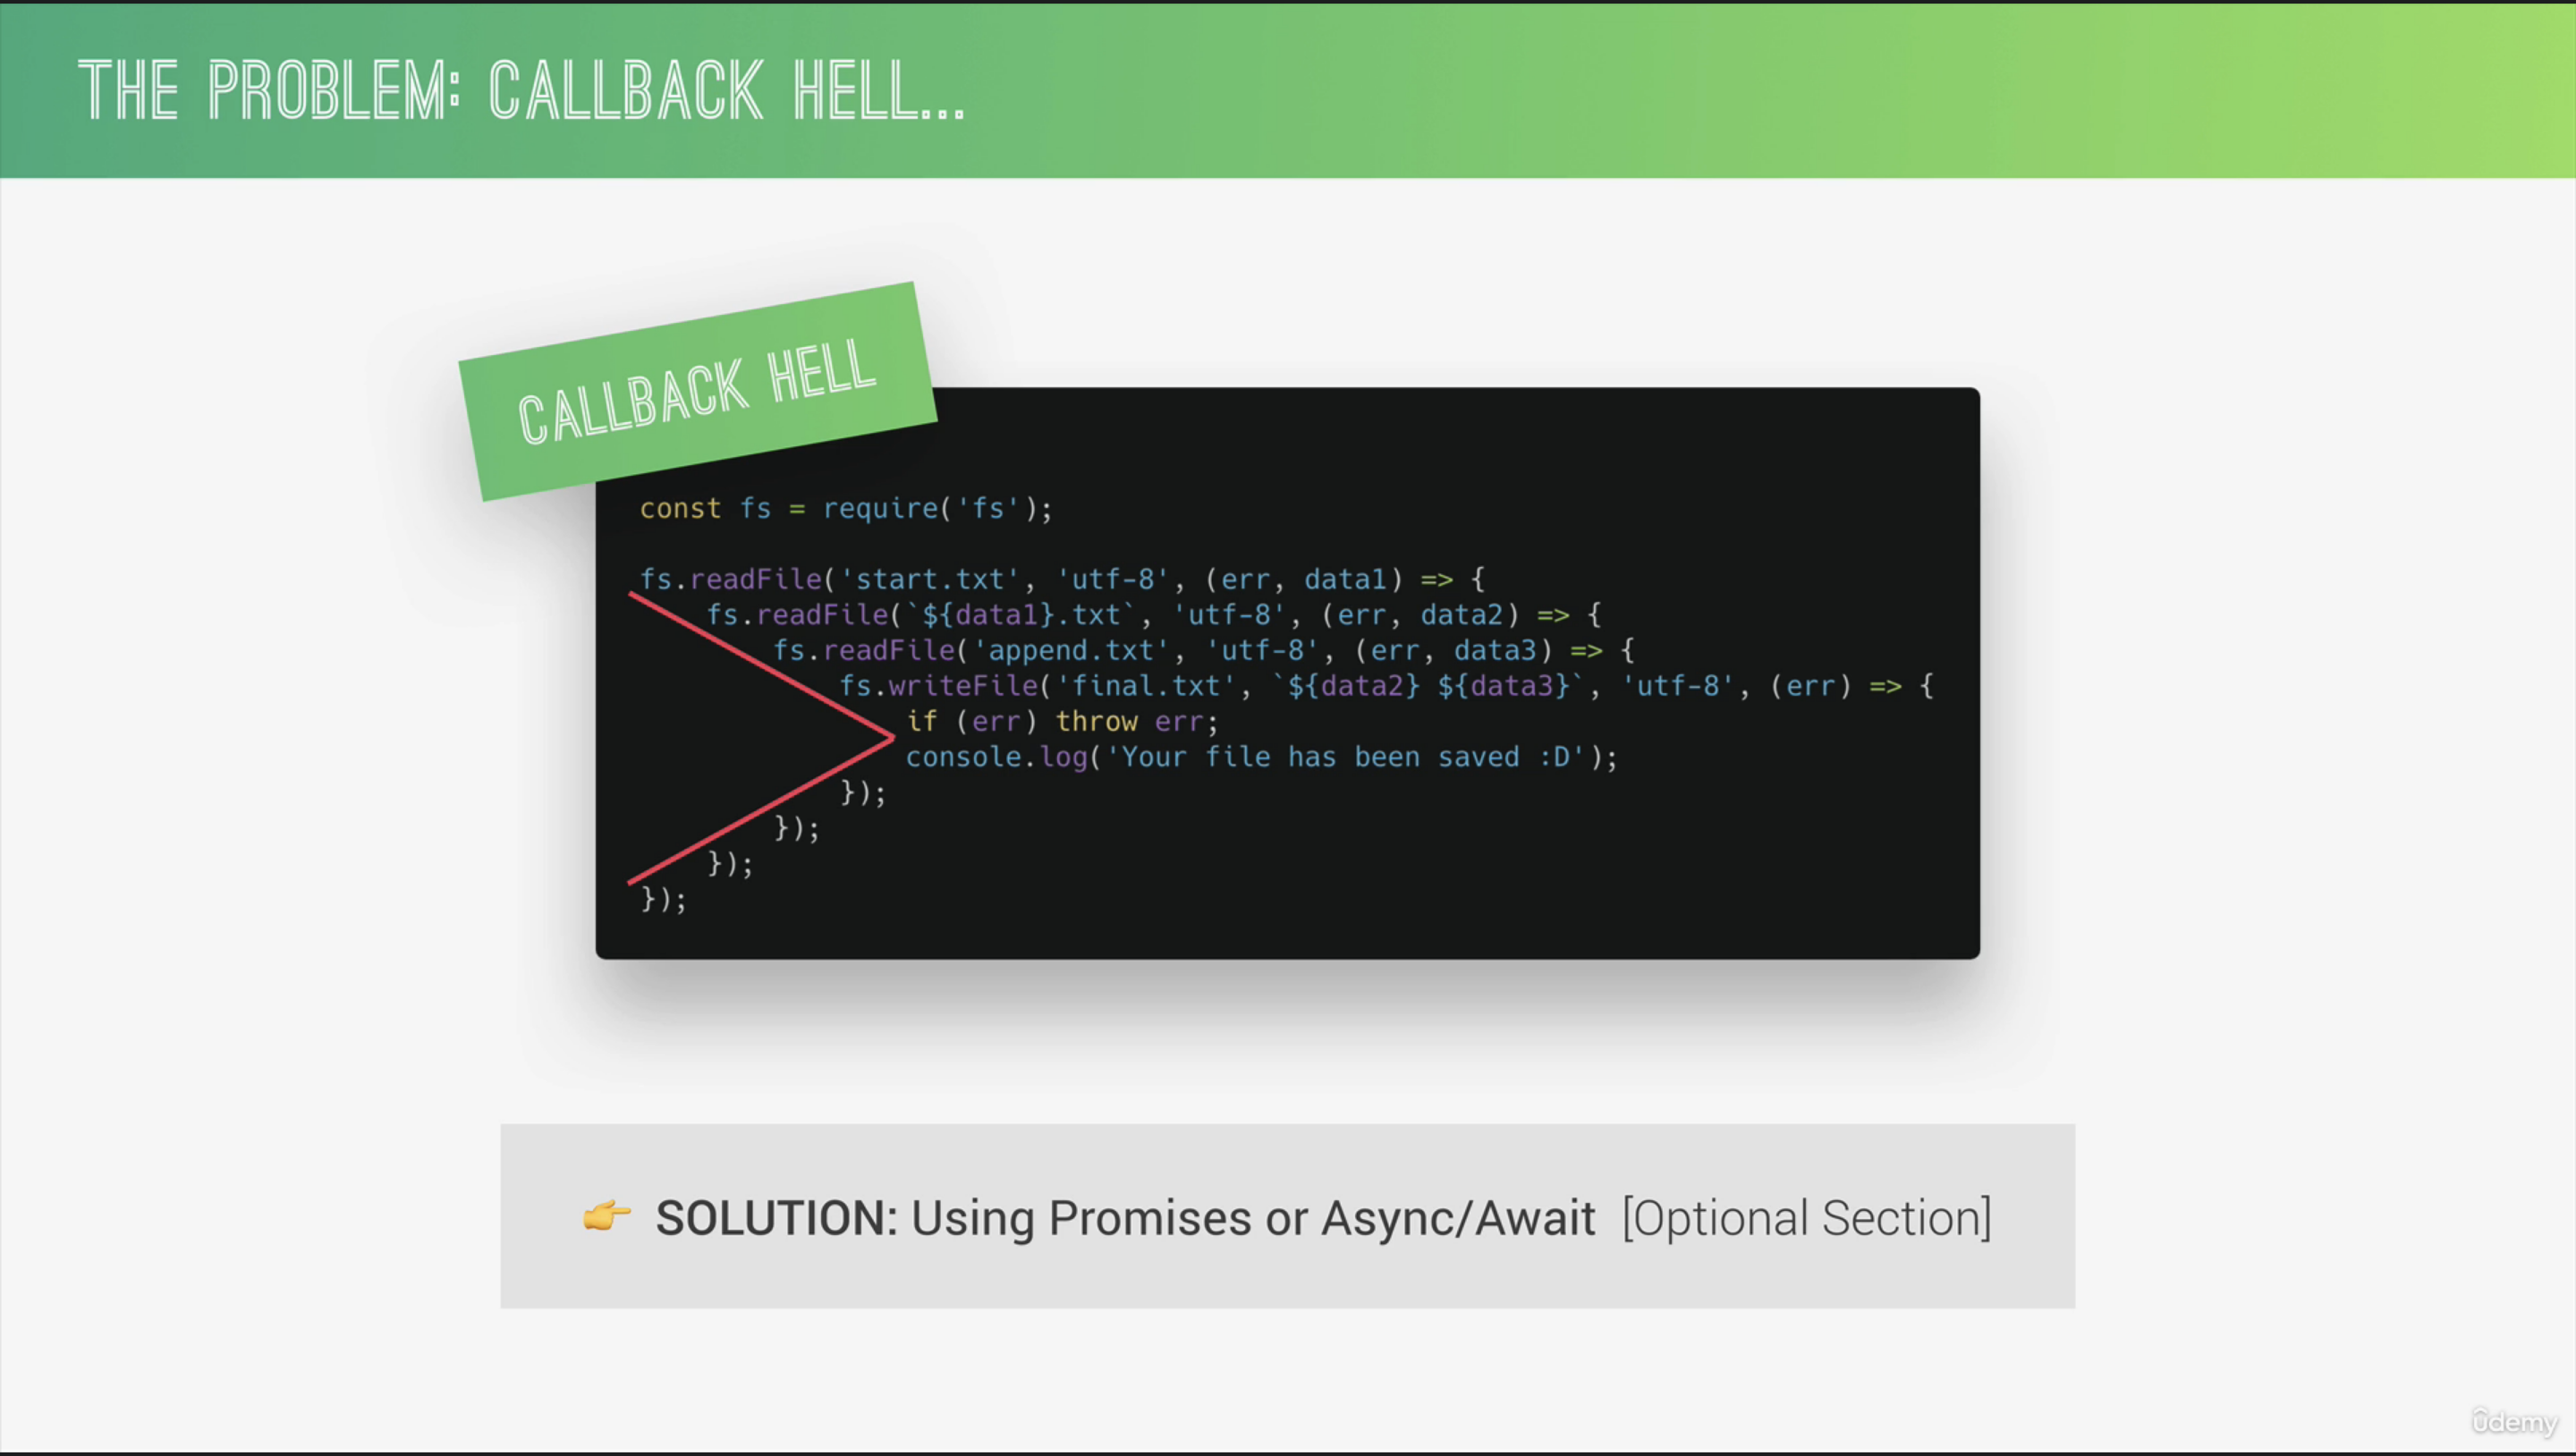 THE PROBLEM: CALLBACK HELL...
CALLBACK HELL
const fs = require('fs');
fs.readFile('start.txt', 'utf-8', (err, data1) => {
fs.readFile(`${data1}.txt`, 'utf-8', (err, data2) => {
fs.readFile('append.txt', 'utf-8', (err, data3) => {
fs.writeFile('final.txt', `${data2} ${data3}`, 'utf-8', (err) => {
if (err) throw err;
console.log('Your file has been saved :D');
});
});
});
});
👉 SOLUTION: Using Promises or Async/Await [Optional Section]
ûdemy